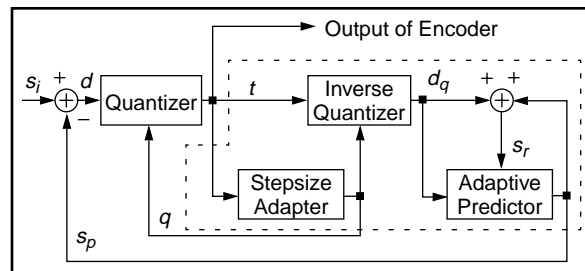 Output of Encoder
s_i
+
d
−
Quantizer
t
Inverse
Quantizer
d_q
+
+
s_r
Stepsize
Adapter
Adaptive
Predictor
q
s_p